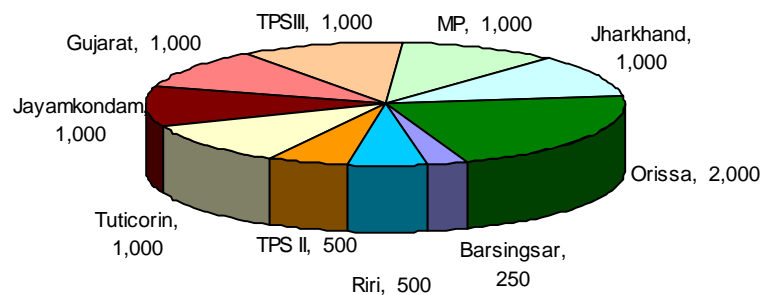 TPSIII, 1,000
MP, 1,000
Gujarat, 1,000
Jharkhand,
1,000
Jayamkondam,
1,000
Orissa, 2,000
Tuticorin,
1,000
TPS II, 500
Barsingsar,
250
Riri, 500